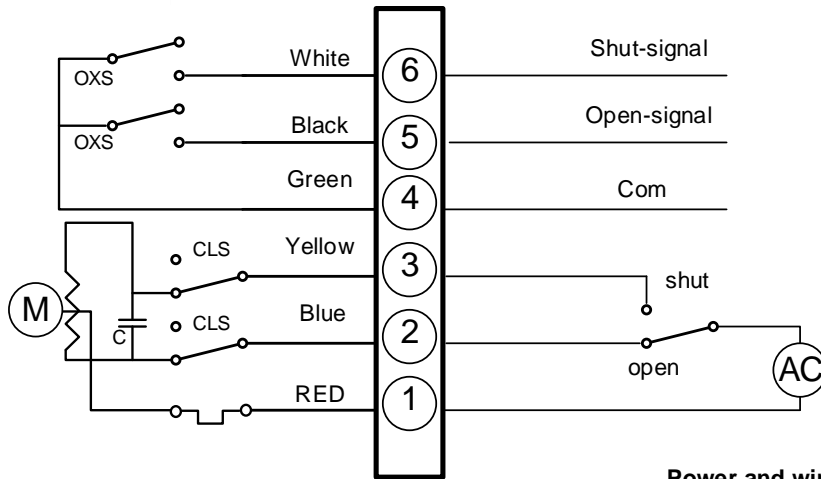 White 6 Shut-signal
OXS
Black 5 Open-signal
OXS
Green 4 Com
Yellow 3 shut
CLS
M
Blue 2
CLS
C
open
AC
RED 1